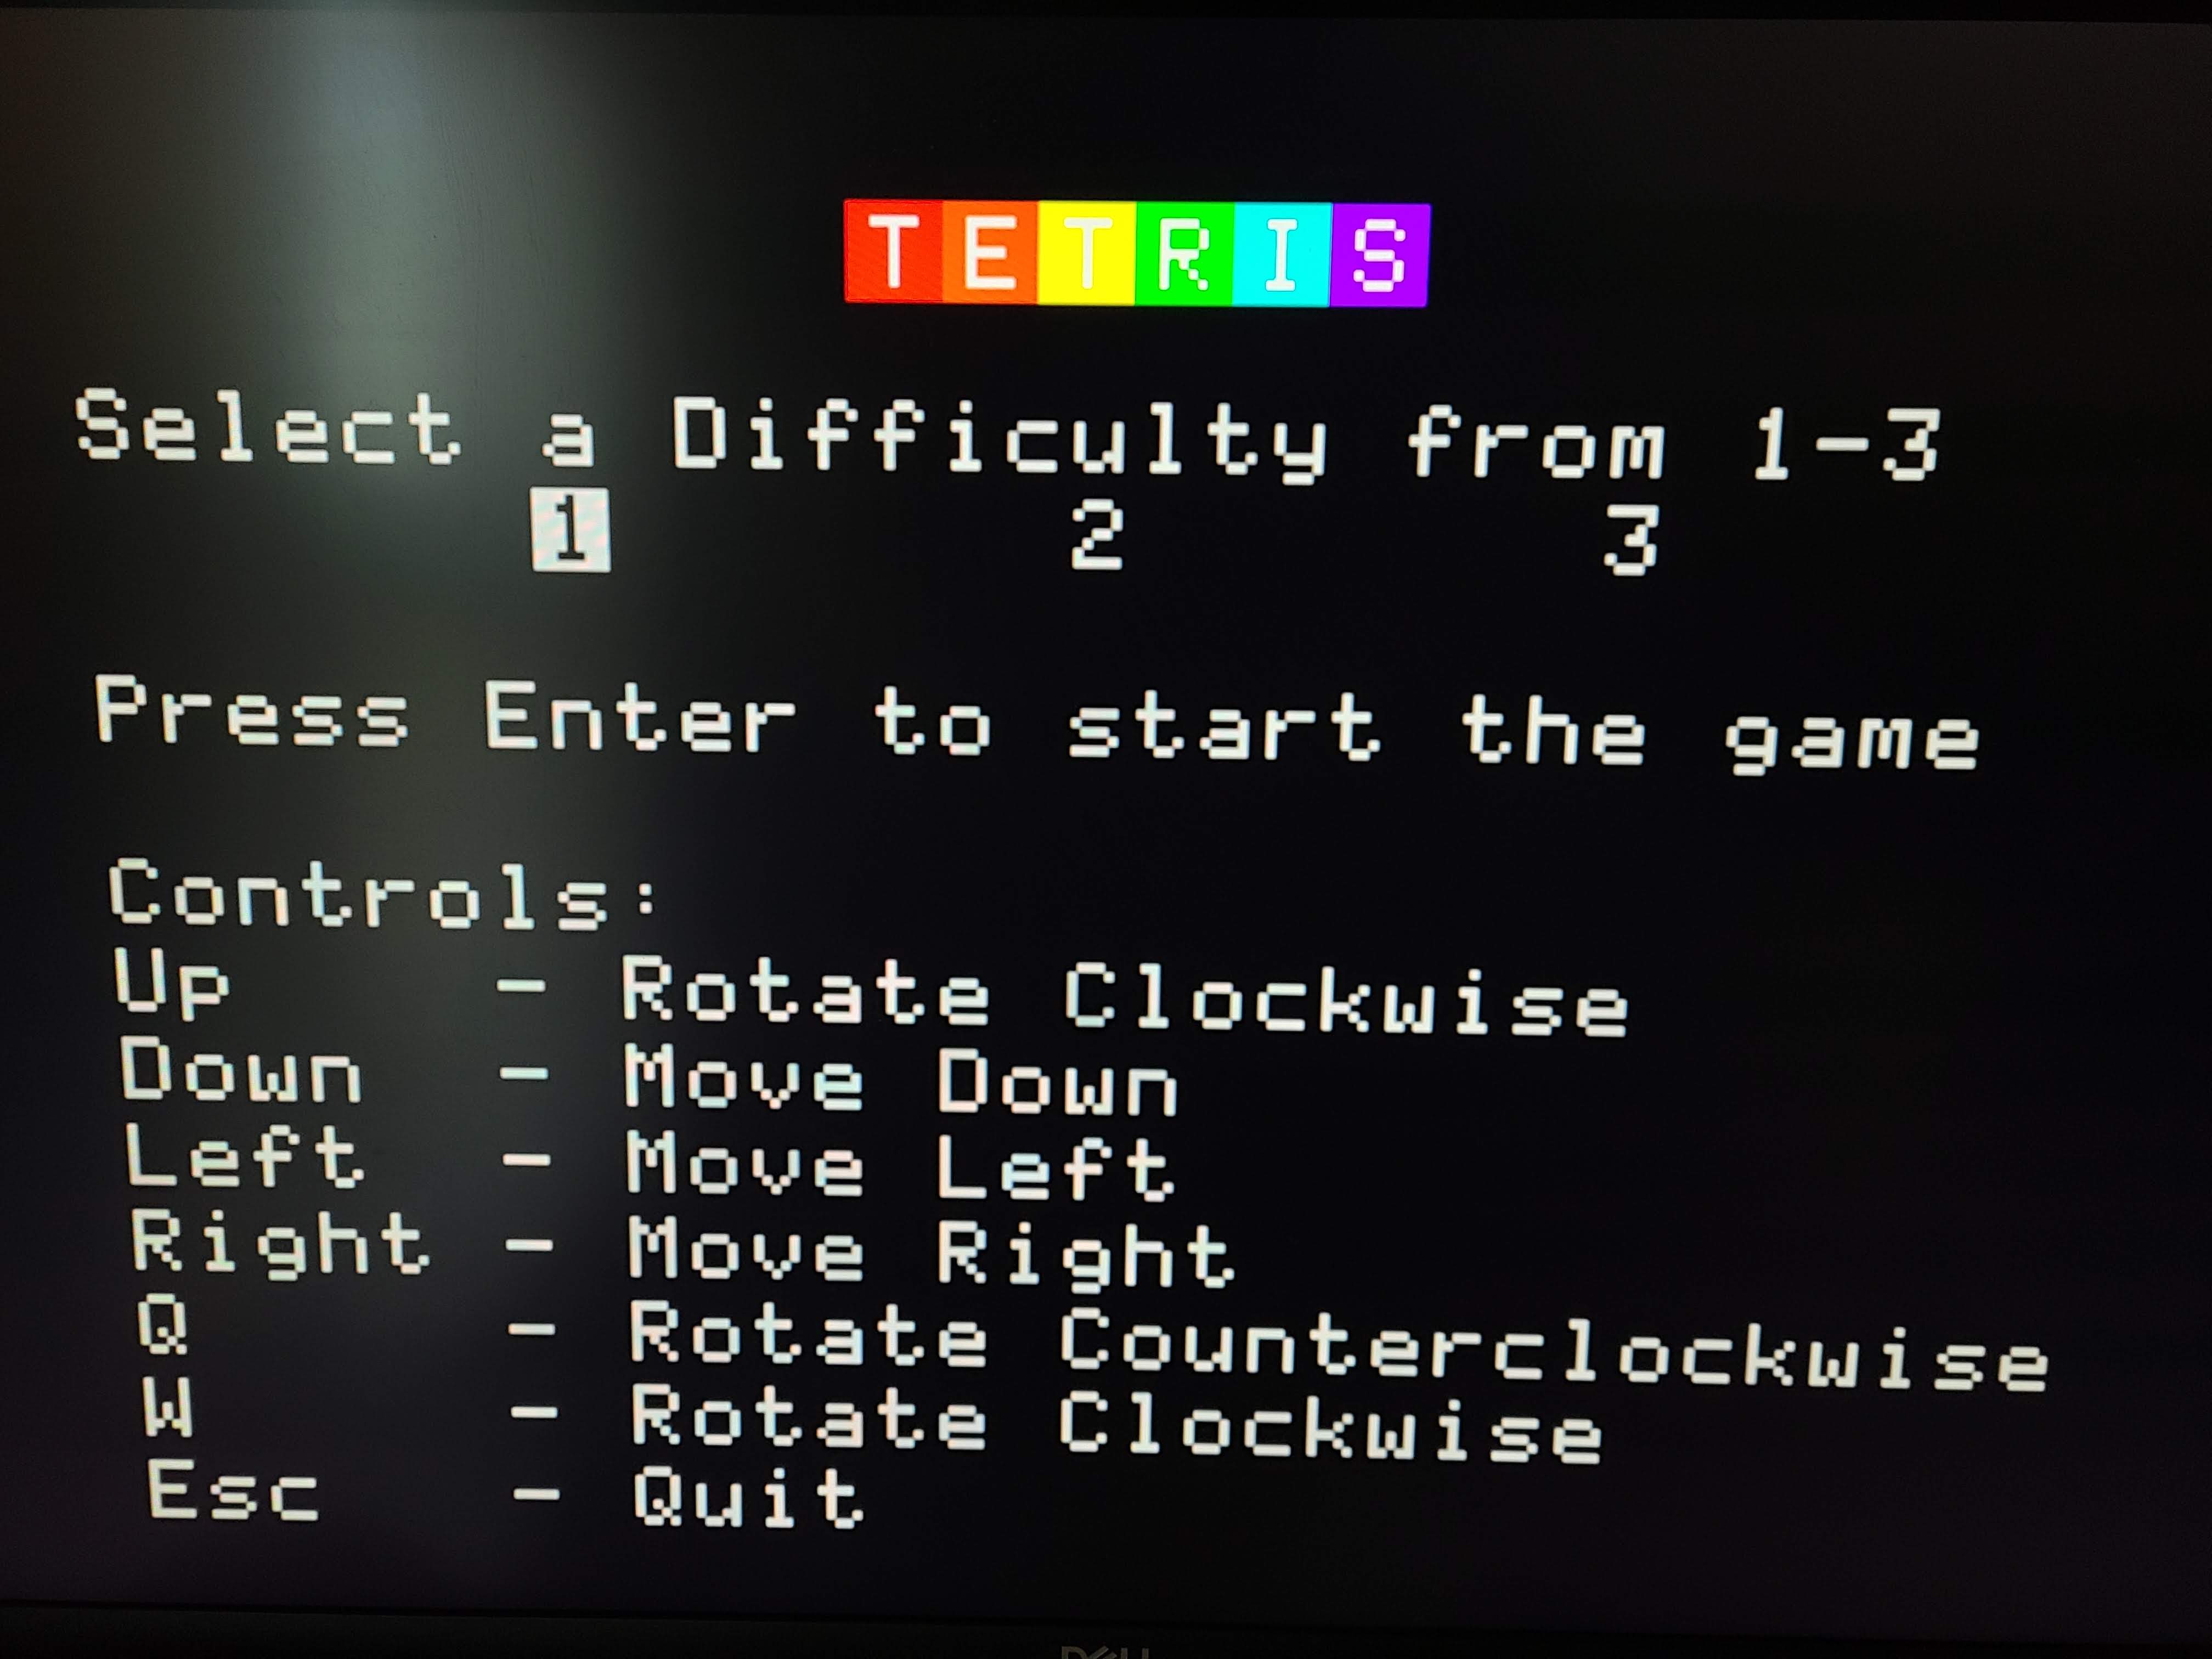 TETRIS
Select a Difficulty from 1-3
1 2 3
Press Enter to start the game
Controls:
Up - Rotate Clockwise
Down - Move Down
Left - Move Left
Right - Move Right
Q - Rotate Counterclockwise
W - Rotate Clockwise
Esc - Quit
DELL